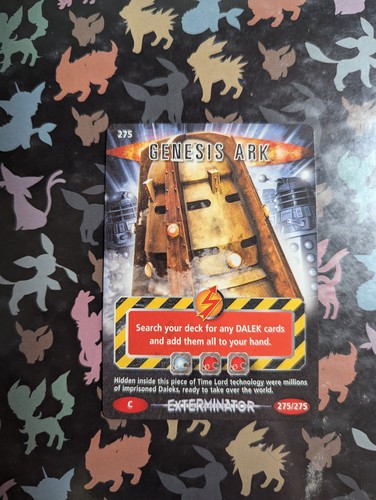 275
GENESIS ARK
Search your deck for any DALEK cards
and add them all to your hand.
Hidden inside this piece of Time Lord technology were millions
of imprisoned Daleks, ready to take over the world.
C
EXTERMINATOR
275/275